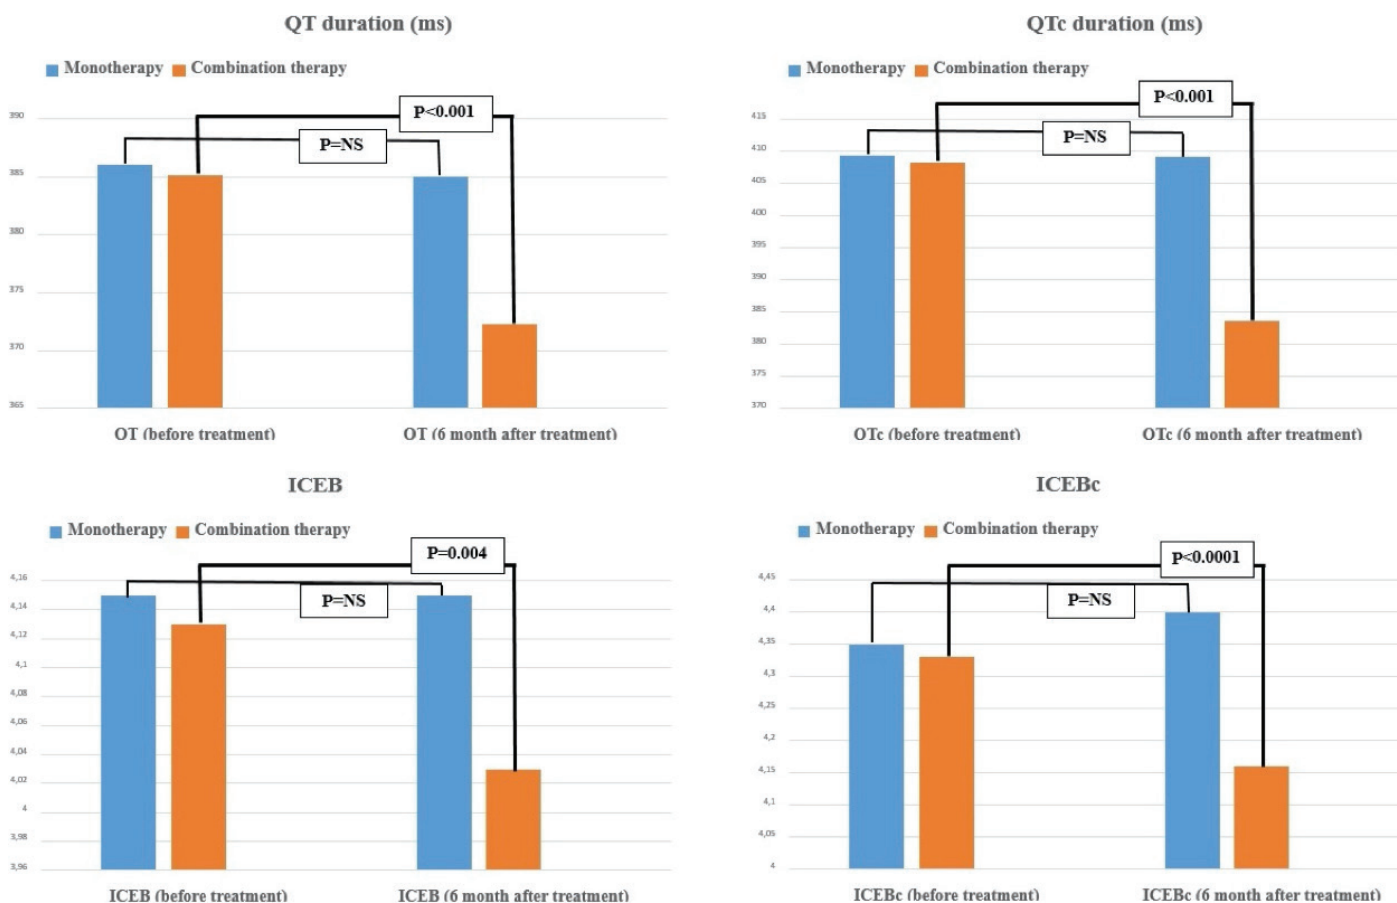 QT duration (ms)
Monotherapy Combination therapy
P<0.001
P=NS
390
385
380
375
370
365
OT (before treatment) OT (6 month after treatment)
QTc duration (ms)
Monotherapy Combination therapy
P<0.001
P=NS
415
410
405
400
395
390
385
380
375
370
OTc (before treatment) OTc (6 month after treatment)
ICEB
Monotherapy Combination therapy
P=0.004
P=NS
4,16
4,14
4,12
4,1
4,08
4,06
4,04
4,02
4
3,98
3,96
ICEB (before treatment) ICEB (6 month after treatment)
ICEBc
Monotherapy Combination therapy
P<0.0001
P=NS
4,45
4,4
4,35
4,3
4,25
4,2
4,15
4,1
4,05
4
ICEBc (before treatment) ICEBc (6 month after treatment)